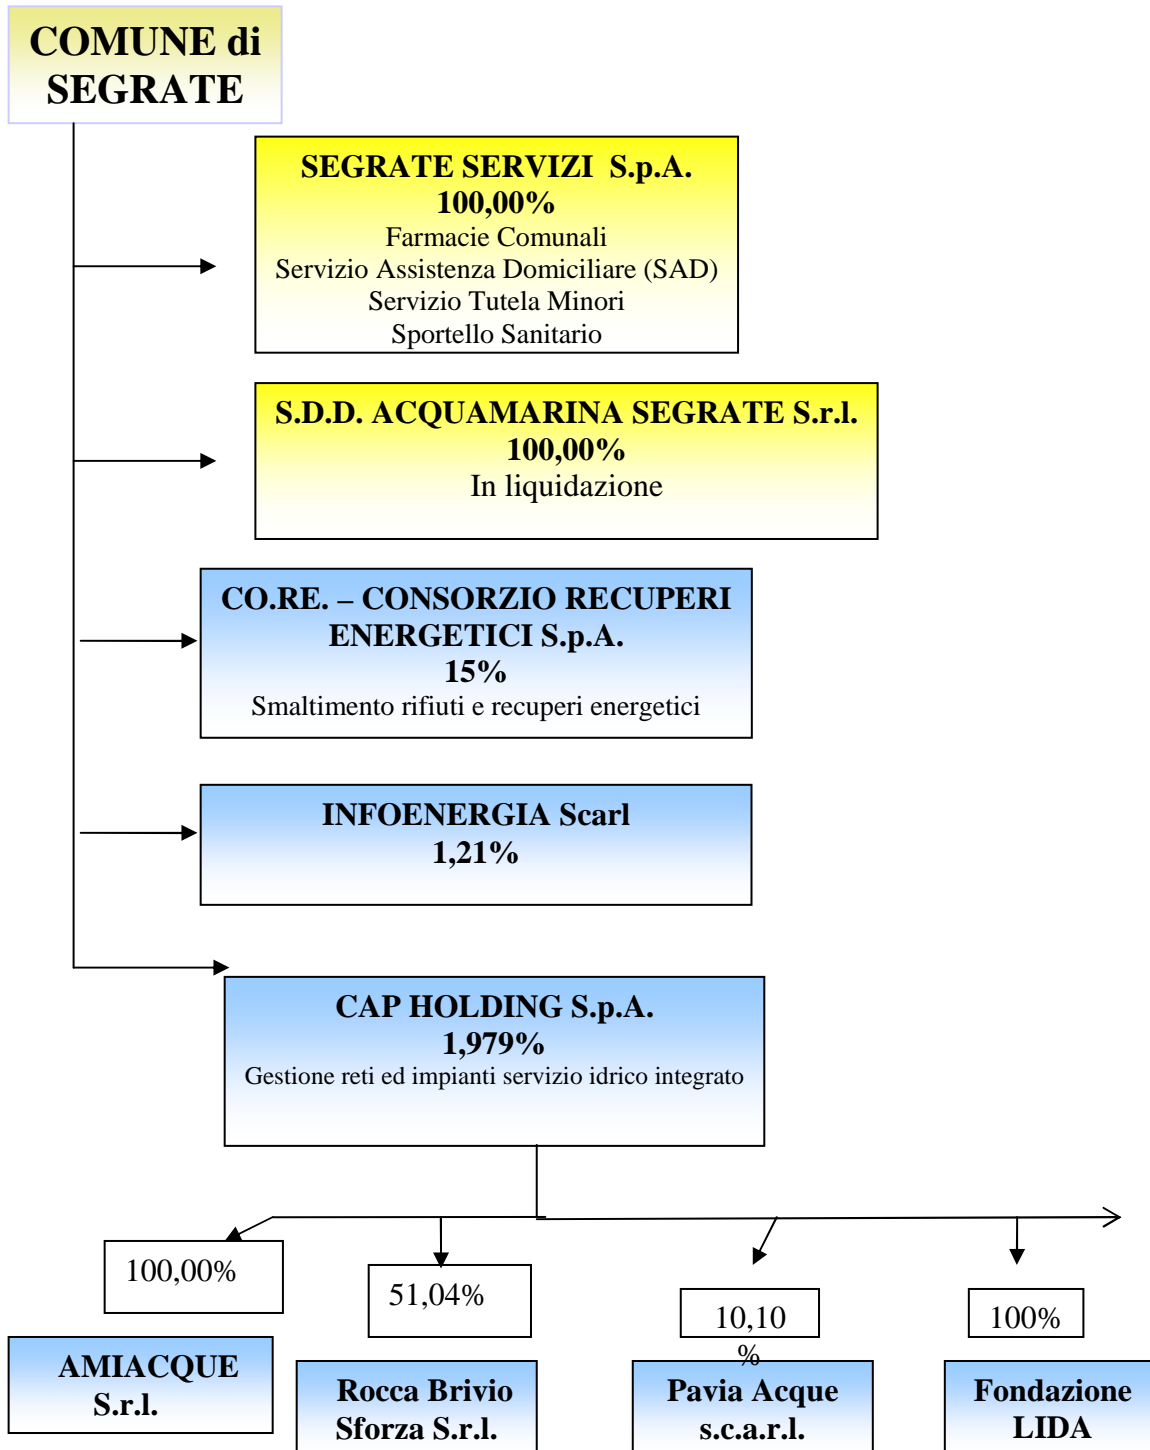 COMUNE di
SEGRATE
SEGRATE SERVIZI S.p.A.
100,00%
Farmacie Comunali
Servizio Assistenza Domiciliare (SAD)
Servizio Tutela Minori
Sportello Sanitario
S.D.D. ACQUAMARINA SEGRATE S.r.l.
100,00%
In liquidazione
CO.RE. – CONSORZIO RECUPERI
ENERGETICI S.p.A.
15%
Smaltimento rifiuti e recuperi energetici
INFOENERGIA Scarl
1,21%
CAP HOLDING S.p.A.
1,979%
Gestione reti ed impianti servizio idrico integrato
100,00%
AMIACQUE
S.r.l.
51,04%
Rocca Brivio
Sforza S.r.l.
10,10
%
Pavia Acque
s.c.a.r.l.
100%
Fondazione
LIDA